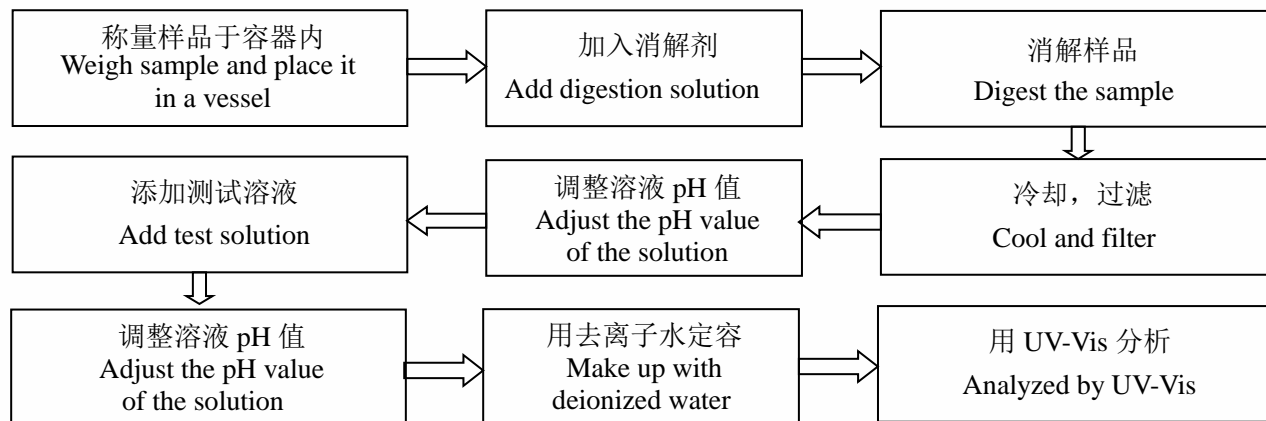 称量样品于容器内
Weigh sample and place it
in a vessel
加入消解剂
Add digestion solution
消解样品
Digest the sample
冷却，过滤
Cool and filter
调整溶液 pH 值
Adjust the pH value
of the solution
添加测试溶液
Add test solution
调整溶液 pH 值
Adjust the pH value
of the solution
用去离子水定容
Make up with
deionized water
用 UV-Vis 分析
Analyzed by UV-Vis